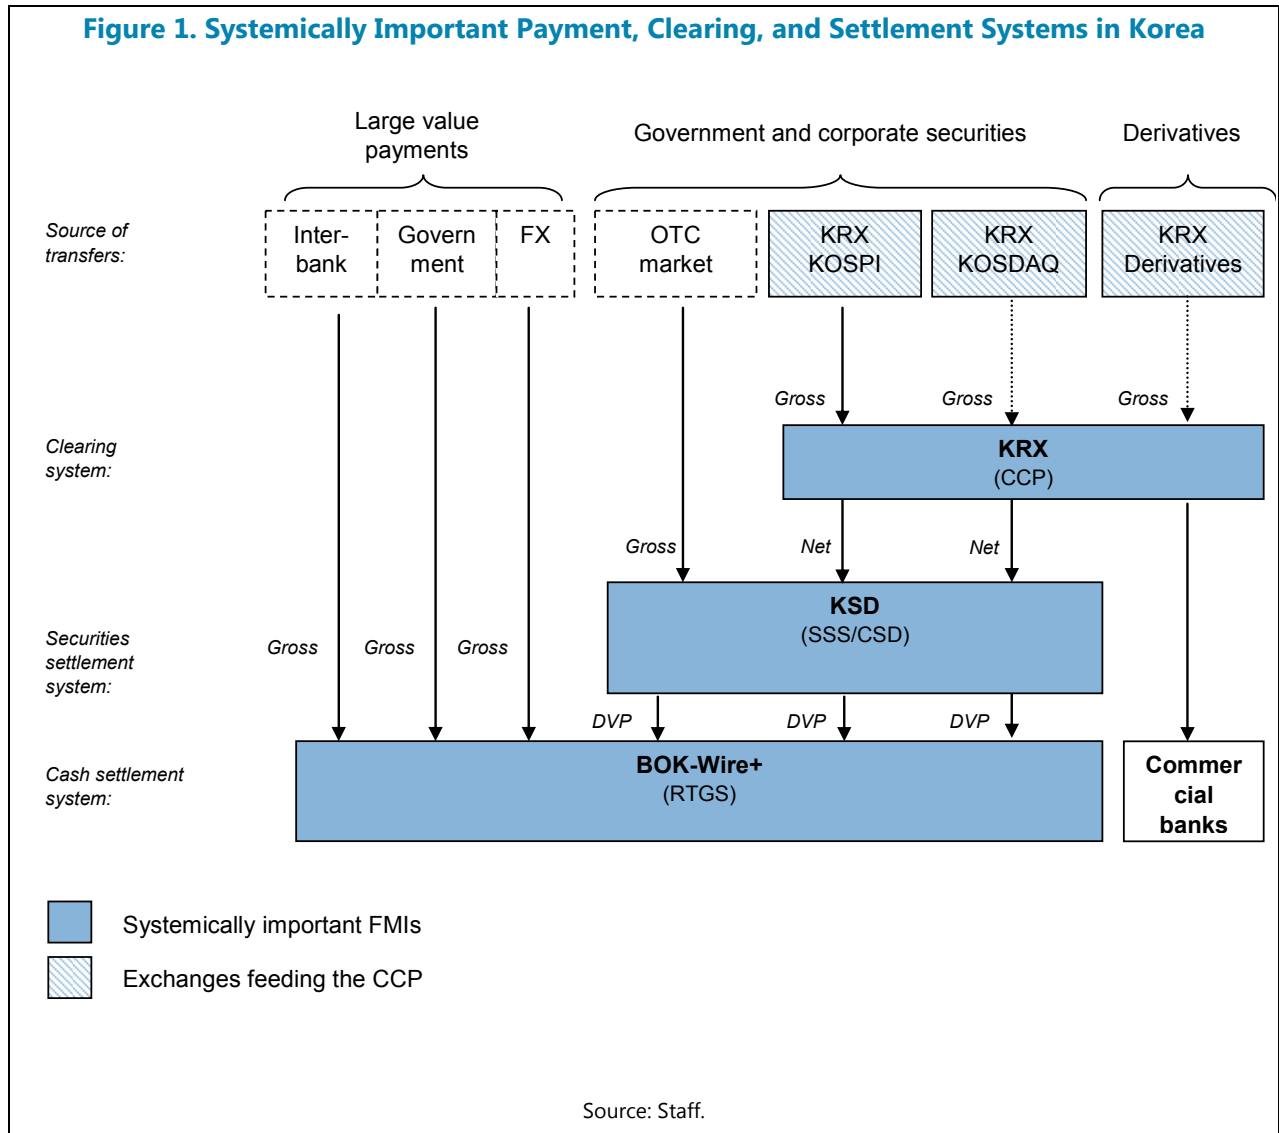 Figure 1. Systemically Important Payment, Clearing, and Settlement Systems in Korea
Large value
payments
Government and corporate securities
Derivatives
Source of
transfers:
Inter-
bank
Govern
ment
FX
OTC
market
KRX
KOSPI
KRX
KOSDAQ
KRX
Derivatives
Gross
Gross
Gross
Clearing
system:
KRX
(CCP)
Gross
Net
Net
Securities
settlement
system:
KSD
(SSS/CSD)
Gross
Gross
Gross
DVP
DVP
DVP
Cash settlement
system:
BOK-Wire+
(RTGS)
Commer
cial
banks
Systemically important FMIs
Exchanges feeding the CCP
Source: Staff.